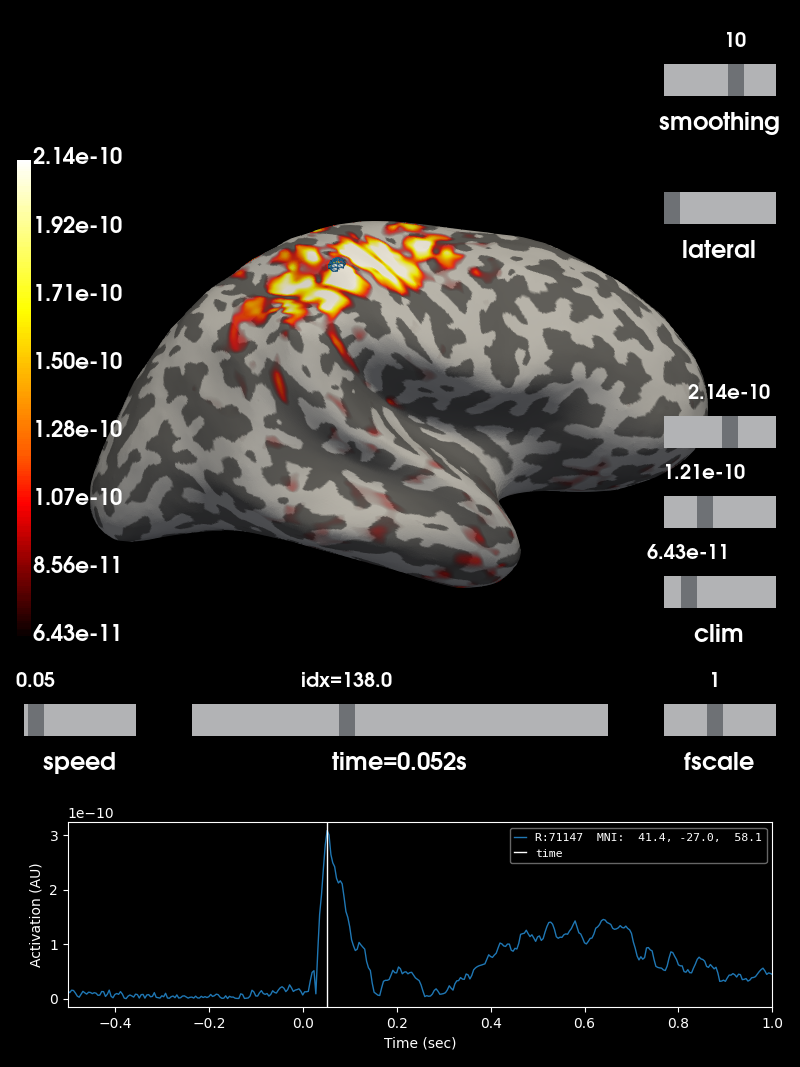 10
smoothing
lateral
2.14e-10
1.92e-10
1.71e-10
1.50e-10
1.28e-10
1.07e-10
8.56e-11
6.43e-11
2.14e-10
1.21e-10
6.43e-11
clim
0.05
speed
idx=138.0
time=0.052s
1
fscale
1e−10
3
2
1
0
Activation (AU)
R:71147 MNI: 41.4, -27.0, 58.1
time
−0.4 −0.2 0.0 0.2 0.4 0.6 0.8 1.0
Time (sec)